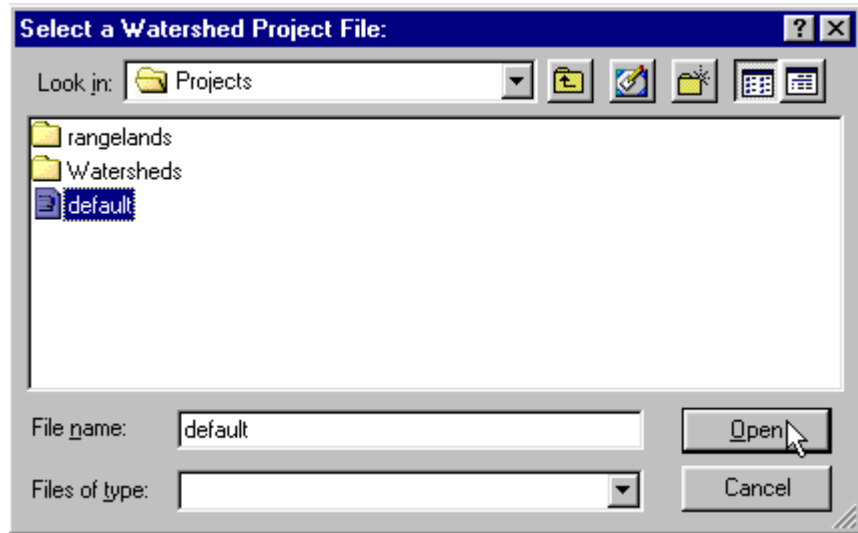 Select a Watershed Project File:
Look in: Projects
rangelands
Watersheds
default
File name: default Open
Files of type: Cancel